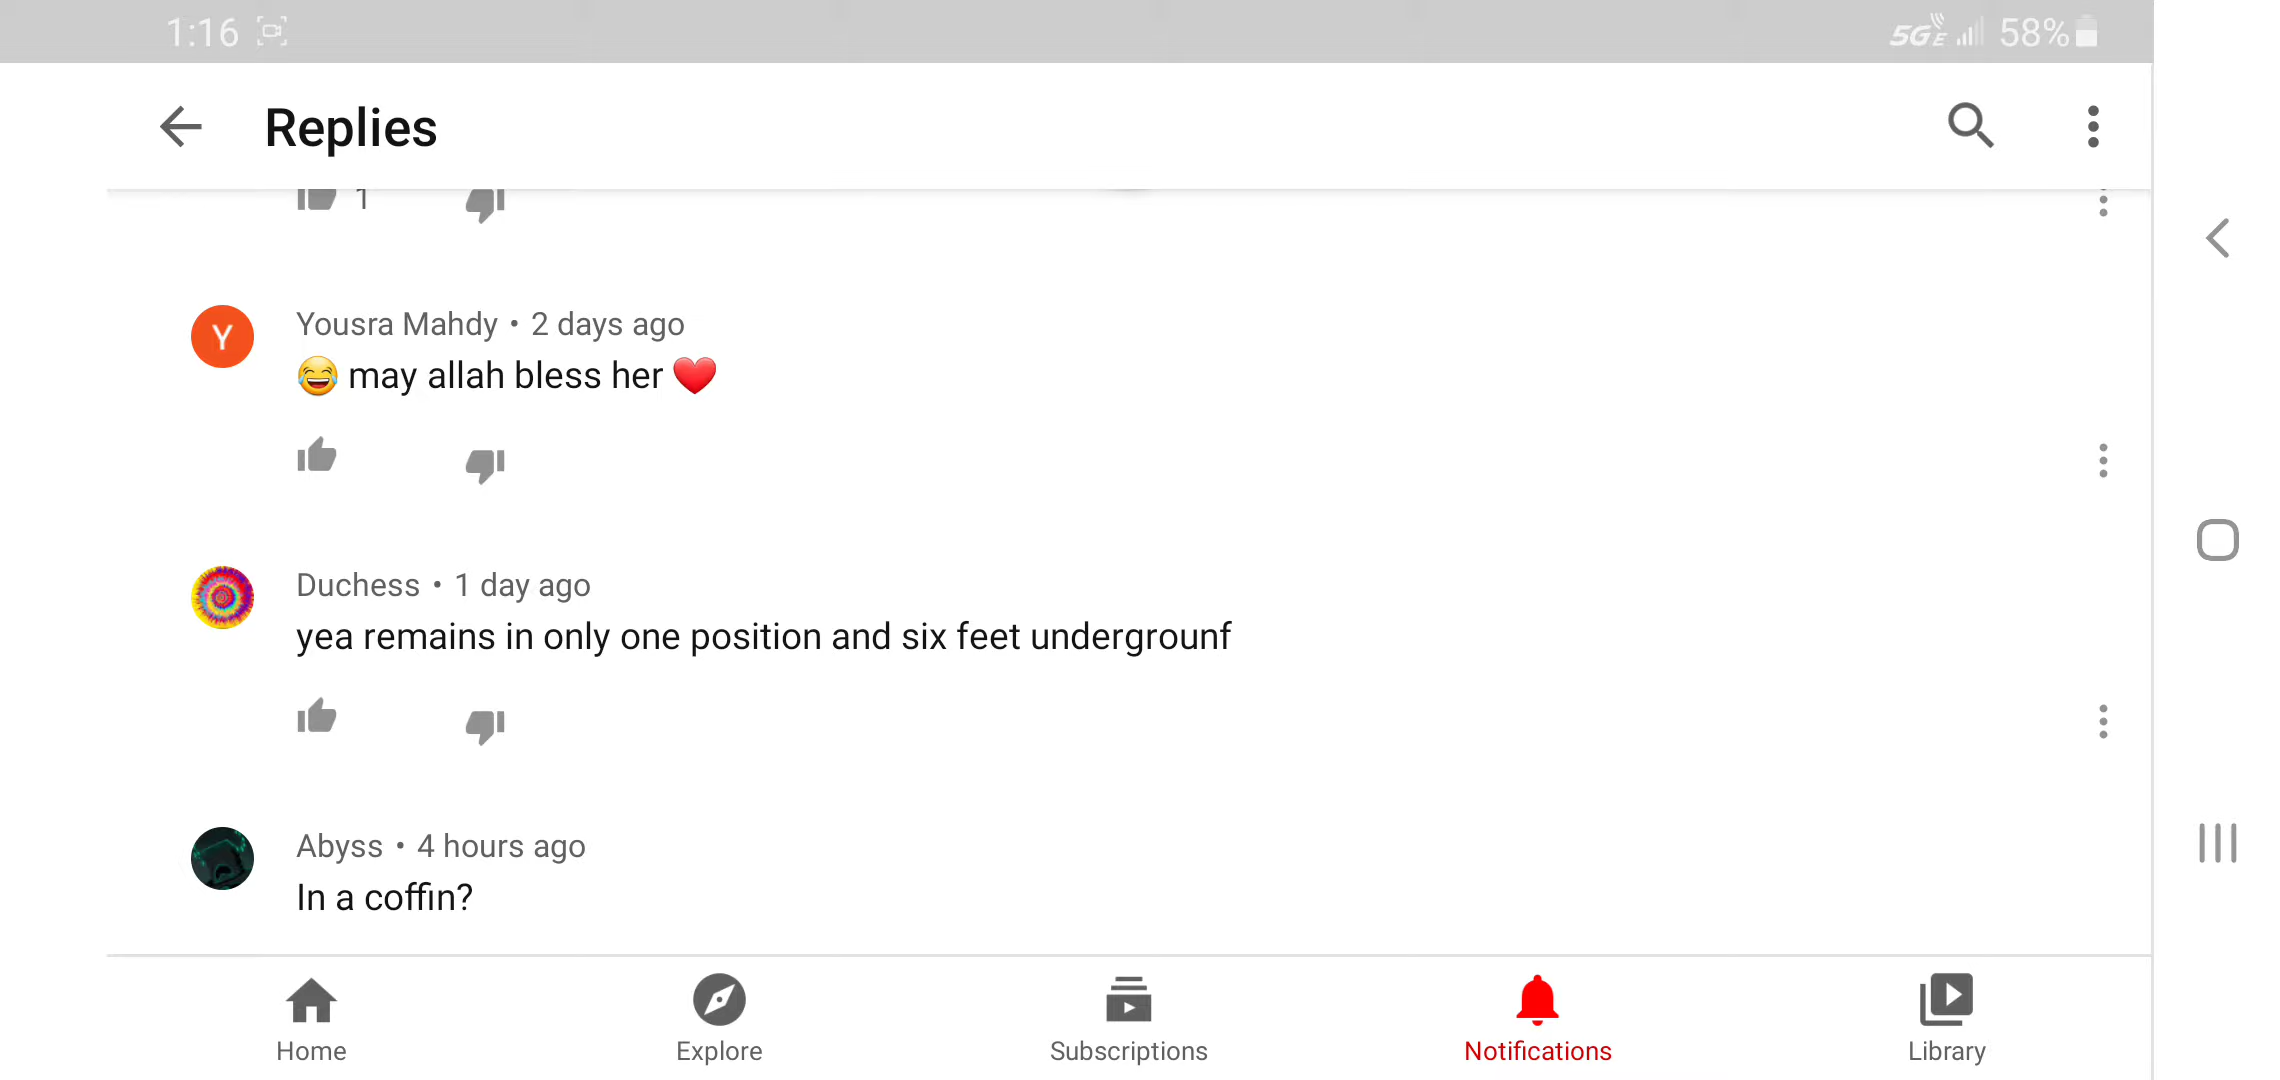 1:16 5GE 58%
Replies
1
Y
Yousra Mahdy • 2 days ago
😂 may allah bless her ❤️
Duchess • 1 day ago
yea remains in only one position and six feet undergrounf
Abyss • 4 hours ago
In a coffin?
Home Explore Subscriptions Notifications Library